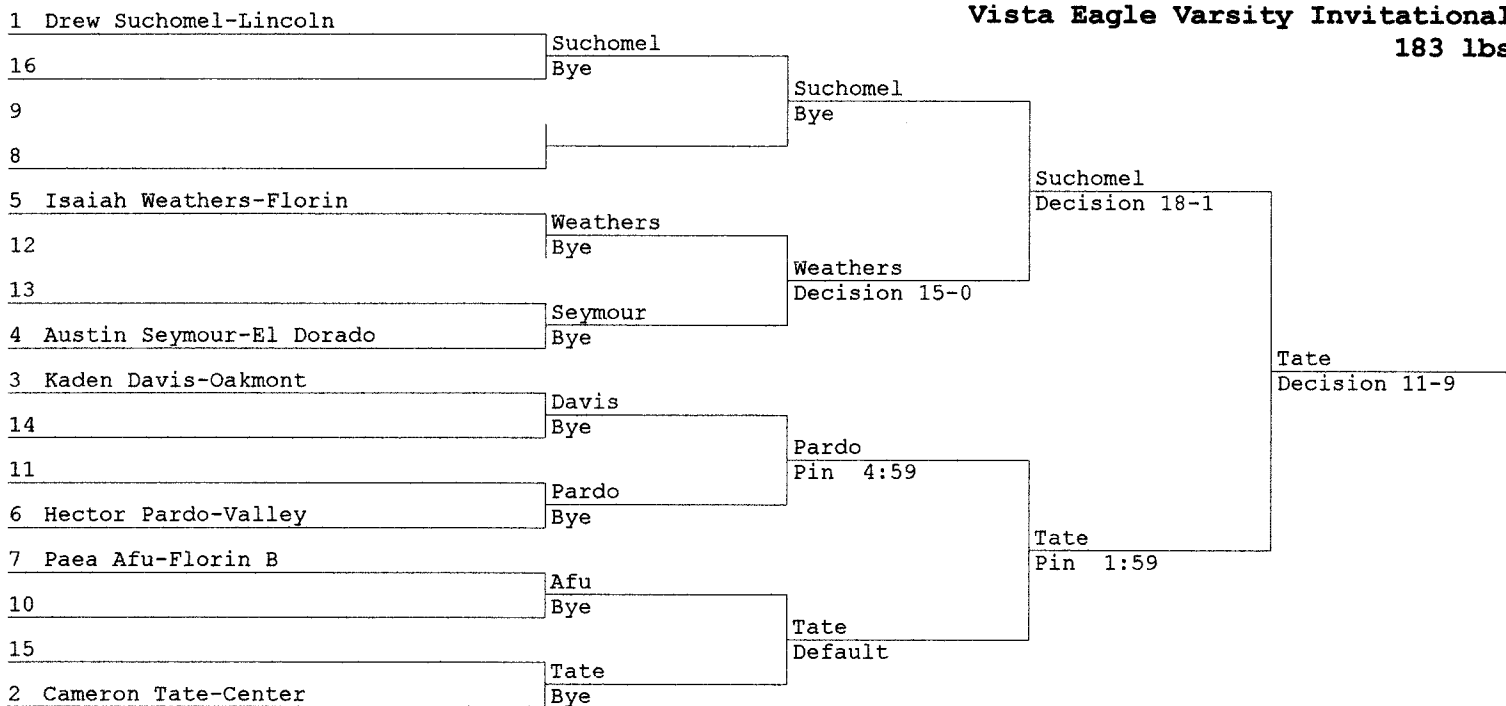 Vista Eagle Varsity Invitational
183 lbs
1 Drew Suchomel-Lincoln
16
9
8
5 Isaiah Weathers-Florin
12
13
4 Austin Seymour-El Dorado
3 Kaden Davis-Oakmont
14
11
6 Hector Pardo-Valley
7 Paea Afu-Florin B
10
15
2 Cameron Tate-Center
Suchomel
Bye
Weathers
Bye
Seymour
Bye
Davis
Bye
Pardo
Bye
Afu
Bye
Tate
Bye
Suchomel
Bye
Weathers
Decision 15-0
Pardo
Pin 4:59
Tate
Default
Suchomel
Decision 18-1
Tate
Pin 1:59
Tate
Decision 11-9